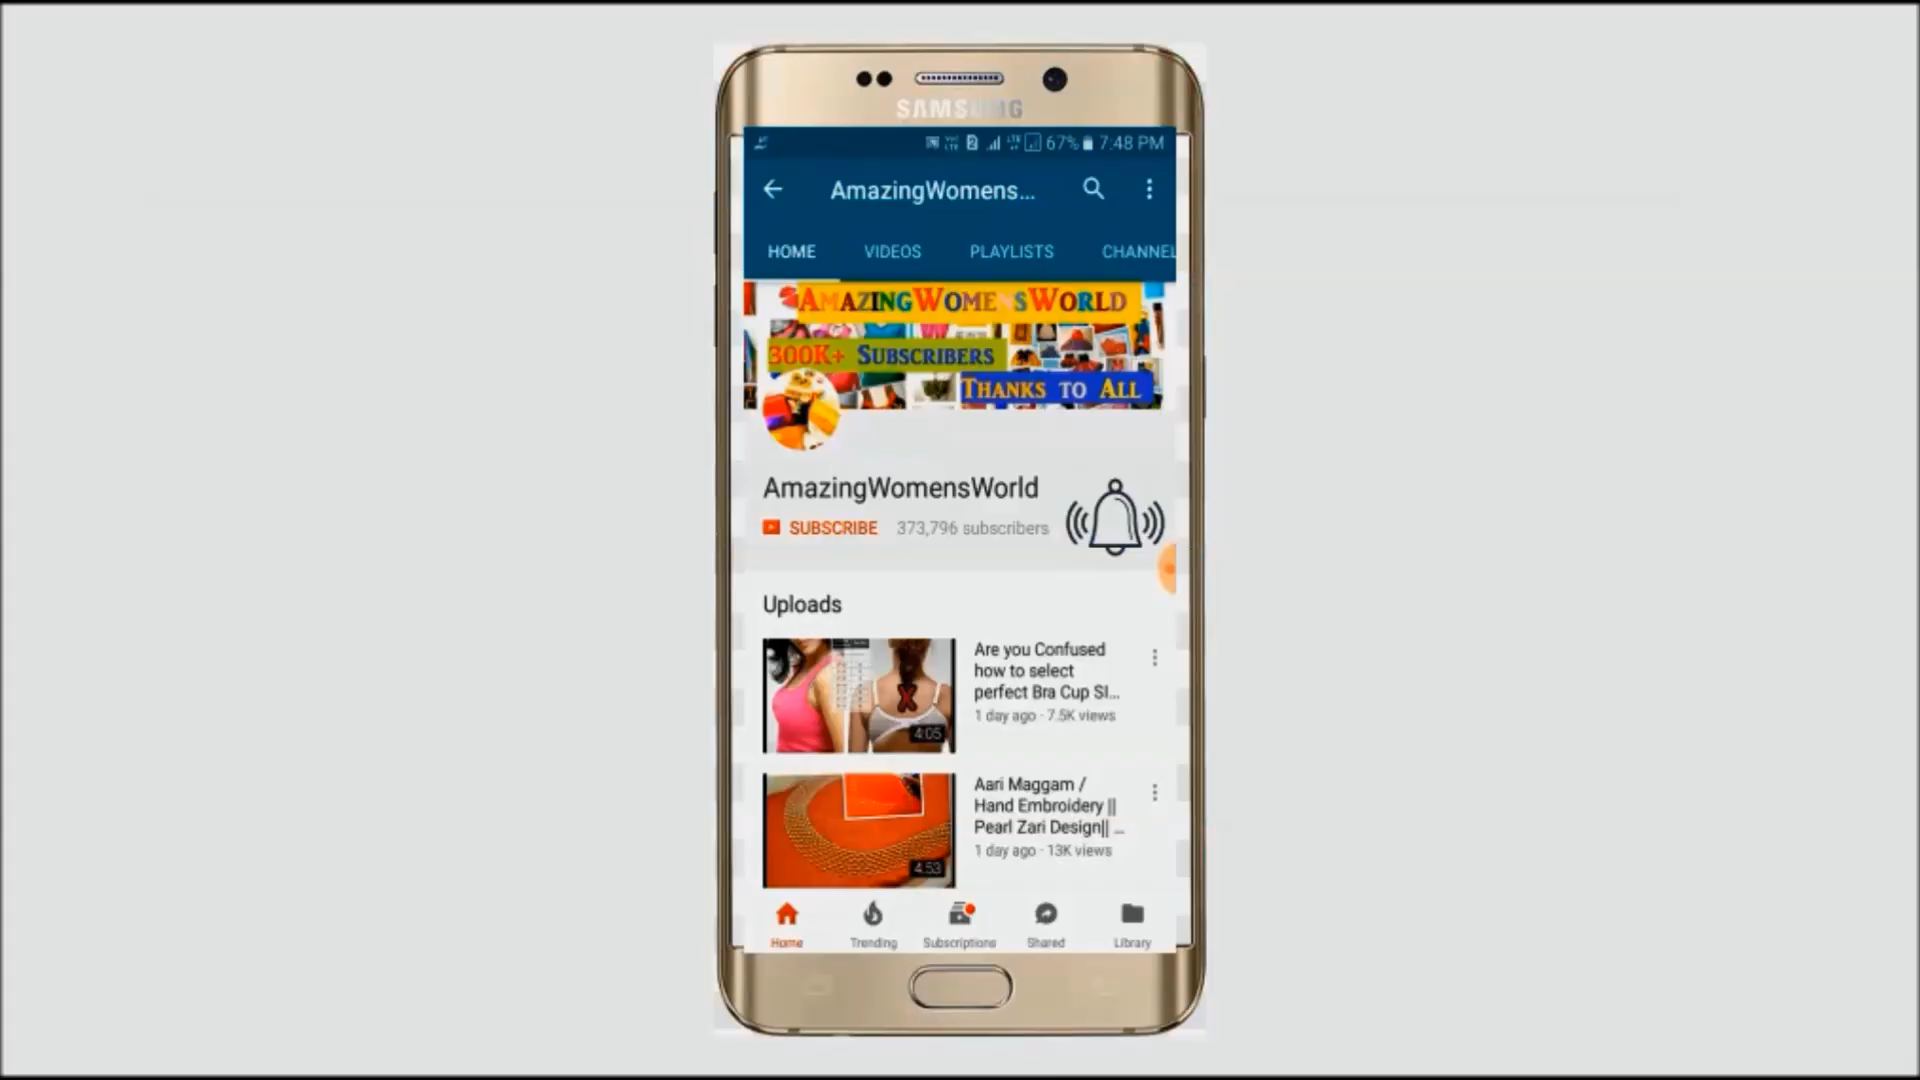 SAMSUNG
67% 7:48 PM
AmazingWomens...
HOME VIDEOS PLAYLISTS CHANNEL
AMAZINGWOMENSWORLD
300K+ SUBSCRIBERS
THANKS TO ALL
AmazingWomensWorld
SUBSCRIBE 373,796 subscribers
Uploads
Are you Confused
how to select
perfect Bra Cup SI...
1 day ago · 7.5K views
4:05
Aari Maggam /
Hand Embroidery ||
Pearl Zari Design|| ...
1 day ago · 13K views
4:53
Home Trending Subscriptions Shared Library